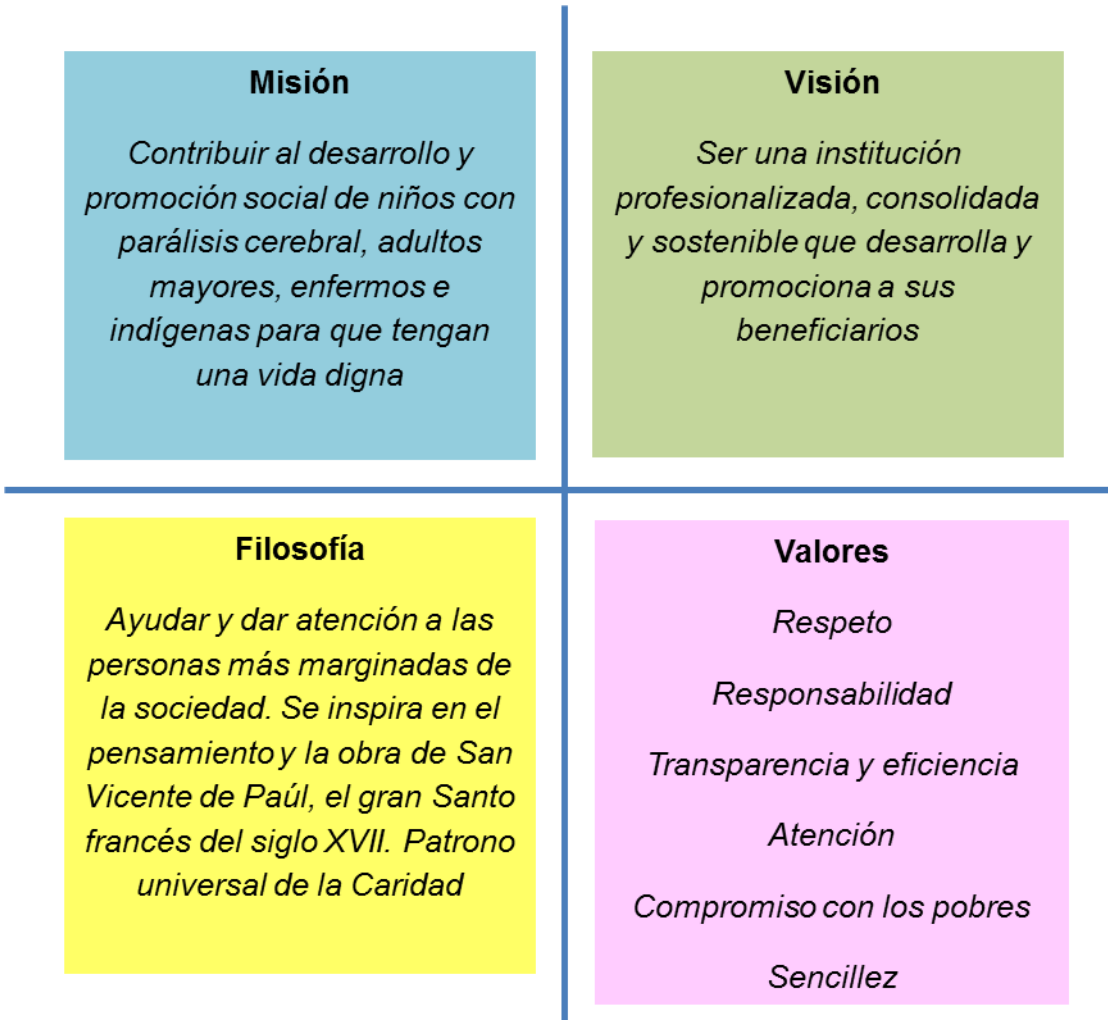 Misión
Contribuir al desarrollo y
promoción social de niños con
parálisis cerebral, adultos
mayores, enfermos e
indígenas para que tengan
una vida digna
Visión
Ser una institución
profesionalizada, consolidada
y sostenible que desarrolla y
promociona a sus
beneficiarios
Filosofía
Ayudar y dar atención a las
personas más marginadas de
la sociedad. Se inspira en el
pensamiento y la obra de San
Vicente de Paúl, el gran Santo
francés del siglo XVII. Patrono
universal de la Caridad
Valores
Respeto
Responsabilidad
Transparencia y eficiencia
Atención
Compromiso con los pobres
Sencillez